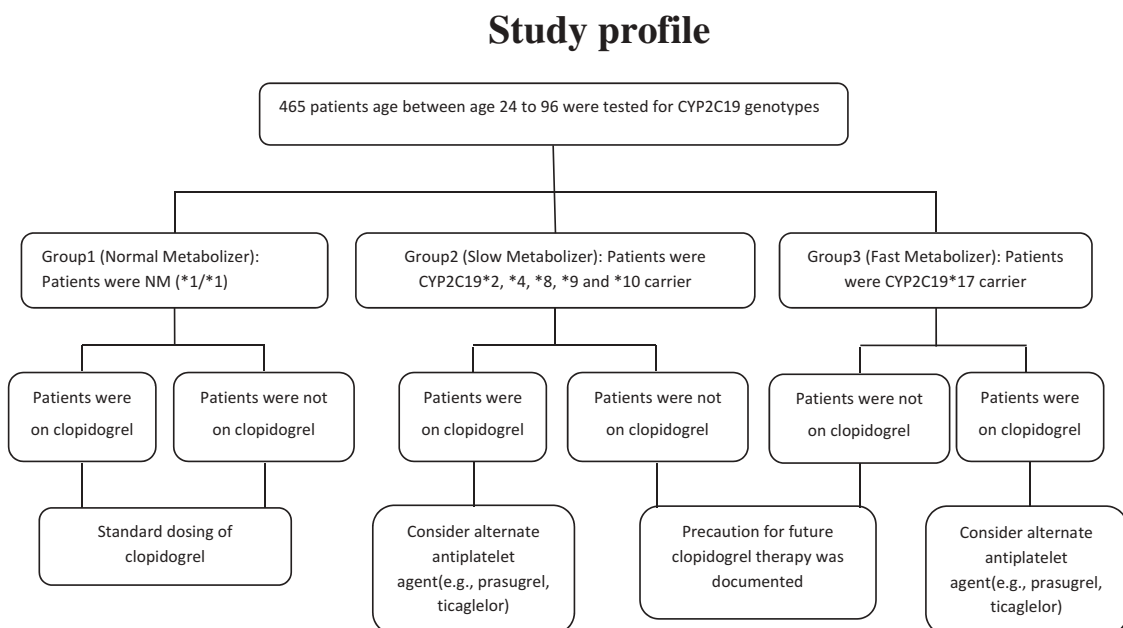 Study profile
465 patients age between age 24 to 96 were tested for CYP2C19 genotypes
Group1 (Normal Metabolizer):
Patients were NM (*1/*1)
Group2 (Slow Metabolizer): Patients were
CYP2C19*2, *4, *8, *9 and *10 carrier
Group3 (Fast Metabolizer): Patients
were CYP2C19*17 carrier
Patients were
on clopidogrel
Patients were not
on clopidogrel
Patients were
on clopidogrel
Patients were not
on clopidogrel
Patients were not
on clopidogrel
Patients were
on clopidogrel
Standard dosing of
clopidogrel
Consider alternate
antiplatelet
agent(e.g., prasugrel,
ticaglelor)
Precaution for future
clopidogrel therapy was
documented
Consider alternate
antiplatelet
agent(e.g., prasugrel,
ticaglelor)